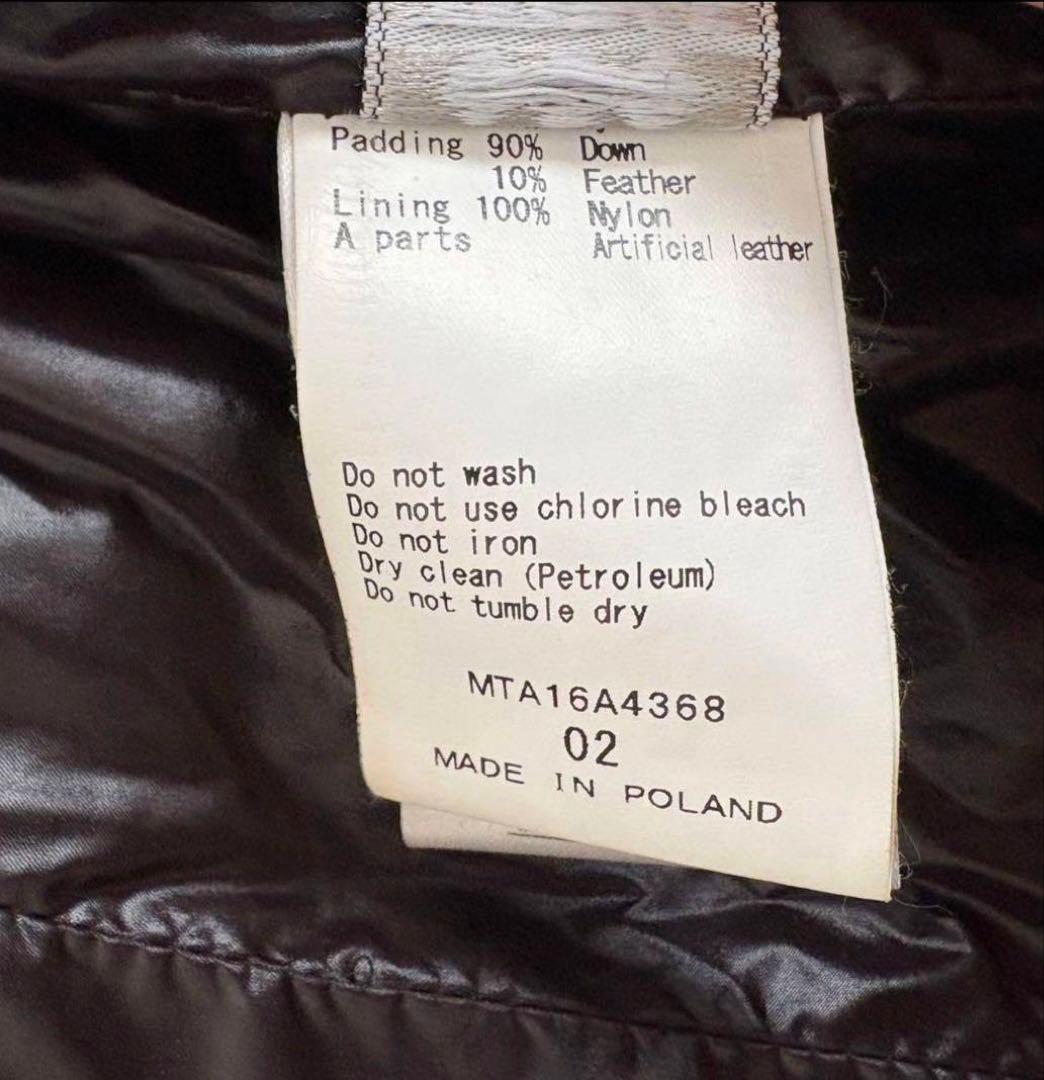 Padding 90% Down
10% Feather
Lining 100% Nylon
A parts Artificial leather
Do not wash
Do not use chlorine bleach
Do not iron
Dry clean (Petroleum)
Do not tumble dry
MTA16A4368
02
MADE IN POLAND